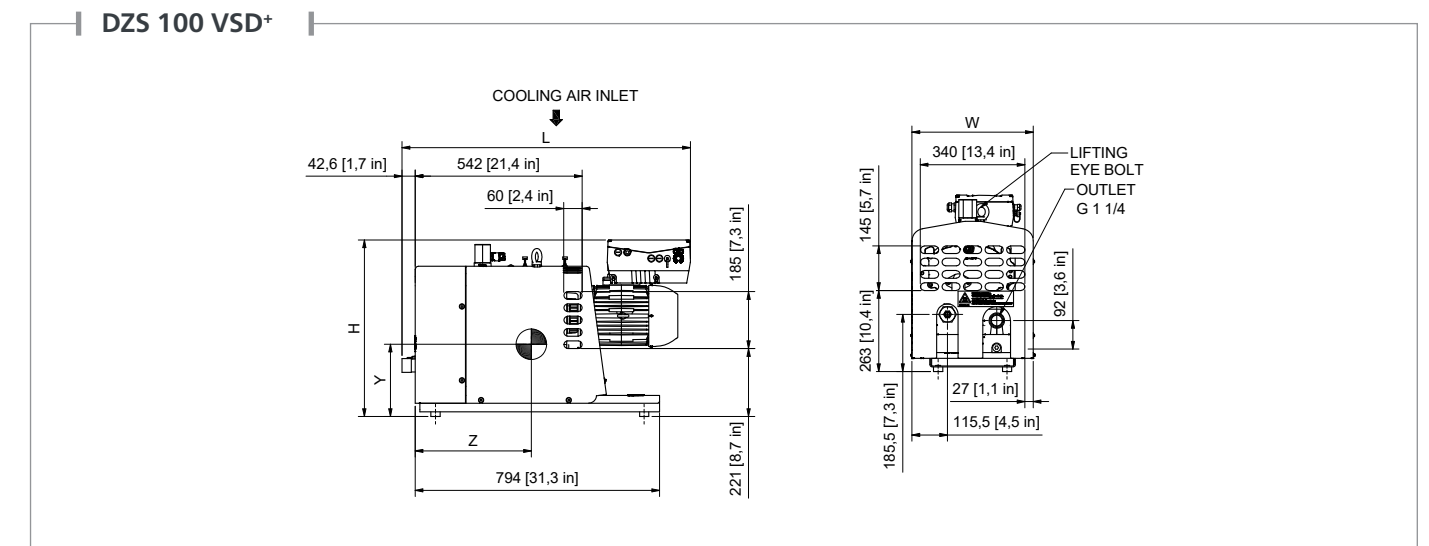 DZS 100 VSD+
COOLING AIR INLET
L
42,6 [1,7 in]
542 [21,4 in]
60 [2,4 in]
185 [7,3 in]
H
Y
Z
794 [31,3 in]
221 [8,7 in]
W
340 [13,4 in]
LIFTING
EYE BOLT
OUTLET
G 1 1/4
145 [5,7 in]
92 [3,6 in]
263 [10,4 in]
27 [1,1 in]
115,5 [4,5 in]
185,5 [7,3 in]